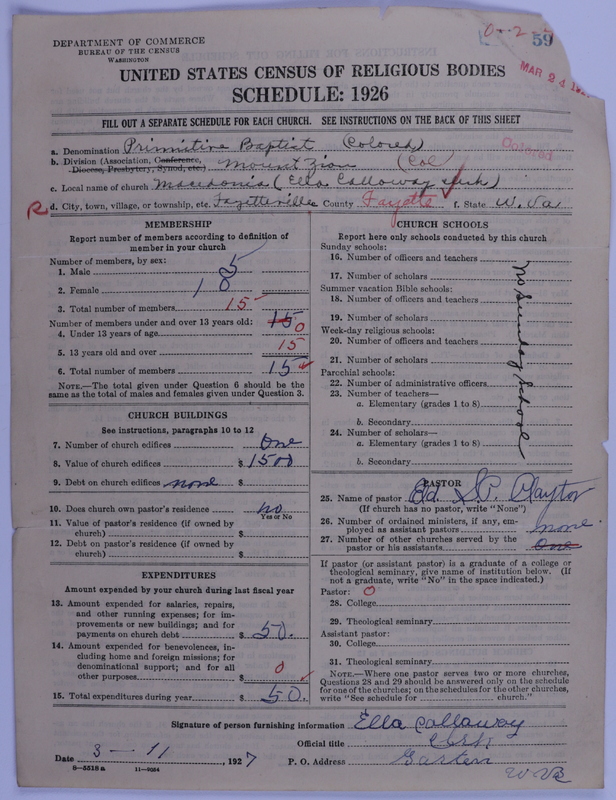 DEPARTMENT OF COMMERCE
BUREAU OF THE CENSUS
WASHINGTON
59
MAR 24
UNITED STATES CENSUS OF RELIGIOUS BODIES
SCHEDULE: 1926
FILL OUT A SEPARATE SCHEDULE FOR EACH CHURCH. SEE INSTRUCTIONS ON THE BACK OF THIS SHEET
Colored
a. Denomination Primitive Baptist (Colored)
b. Division (Association, Conference, Diocese, Presbytery, Synod, etc.) Mount Zion (Col
c. Local name of church Macedonia (Ella Calloway clerk)
R d. City, town, village, or township, etc. Fayetteville County Fayette f. State W. Va
MEMBERSHIP
Report number of members according to definition of member in your church
Number of members, by sex:
1. Male 5
2. Female 10
3. Total number of members 15
Number of members under and over 13 years old:
4. Under 13 years of age 15 0
5. 13 years old and over 15
6. Total number of members 15
NOTE.—The total given under Question 6 should be the same as the total of males and females given under Question 3.
CHURCH BUILDINGS
See instructions, paragraphs 10 to 12
7. Number of church edifices One
8. Value of church edifices $ 1500
9. Debt on church edifices none $
10. Does church own pastor's residence no
Yes or No
11. Value of pastor's residence (if owned by church) $
12. Debt on pastor's residence (if owned by church) $
EXPENDITURES
Amount expended by your church during last fiscal year
13. Amount expended for salaries, repairs, and other running expenses; for improvements or new buildings; and for payments on church debt $ 50.
14. Amount expended for benevolences, including home and foreign missions; for denominational support; and for all other purposes $ 0
15. Total expenditures during year $ 50.
CHURCH SCHOOLS
Report here only schools conducted by this church
Sunday schools:
16. Number of officers and teachers
17. Number of scholars
Summer vacation Bible schools:
18. Number of officers and teachers
19. Number of scholars
Week-day religious schools:
20. Number of officers and teachers
21. Number of scholars
Parochial schools:
22. Number of administrative officers
23. Number of teachers—
a. Elementary (grades 1 to 8)
b. Secondary
24. Number of scholars—
a. Elementary (grades 1 to 8)
b. Secondary
No Sunday School
PASTOR
25. Name of pastor Eld. S.P. Claytor
(If church has no pastor, write "None")
26. Number of ordained ministers, if any, employed as assistant pastors none
27. Number of other churches served by the pastor or his assistants One
If pastor (or assistant pastor) is a graduate of a college or theological seminary, give name of institution below. (If not a graduate, write "No" in the space indicated.)
Pastor: 0
28. College
29. Theological seminary
Assistant pastor:
30. College
31. Theological seminary
NOTE.—Where one pastor serves two or more churches, Questions 28 and 29 should be answered only on the schedule for one of the churches; on the schedules for the other churches, write "See schedule for church."
Signature of person furnishing information Ella Calloway
Official title Clerk
Date 3 — 11, 1927 P. O. Address Garten
W Va
8—5518 a 11—9064